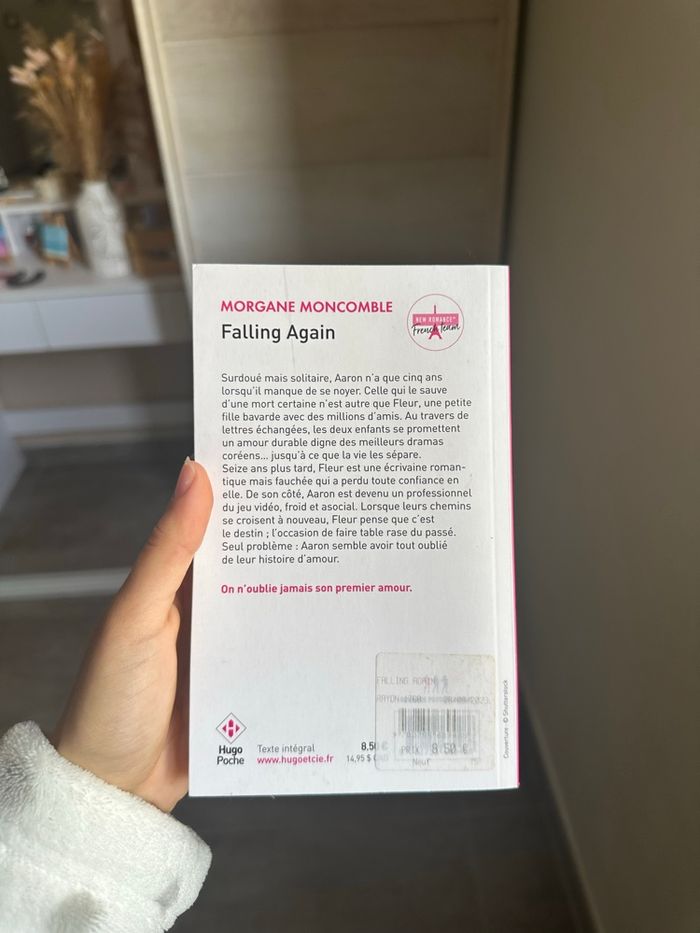 MORGANE MONCOMBLE
Falling Again
NEW ROMANCE
French Team
Surdoué mais solitaire, Aaron n'a que cinq ans
lorsqu'il manque de se noyer. Celle qui le sauve
d'une mort certaine n'est autre que Fleur, une petite
fille bavarde avec des millions d'amis. Au travers de
lettres échangées, les deux enfants se promettent
un amour durable digne des meilleurs dramas
coréens... jusqu'à ce que la vie les sépare.
Seize ans plus tard, Fleur est une écrivaine roman-
tique mais fauchée qui a perdu toute confiance en
elle. De son côté, Aaron est devenu un professionnel
du jeu vidéo, froid et asocial. Lorsque leurs chemins
se croisent à nouveau, Fleur pense que c'est
le destin ; l'occasion de faire table rase du passé.
Seul problème : Aaron semble avoir tout oublié
de leur histoire d'amour.
On n'oublie jamais son premier amour.
FALLING AGAIN
PRIX 8.50 €
Neuf
Hugo
Poche
Texte intégral
www.hugoetcie.fr
8,50 €
14,95 $
Couverture : © Shutterstock